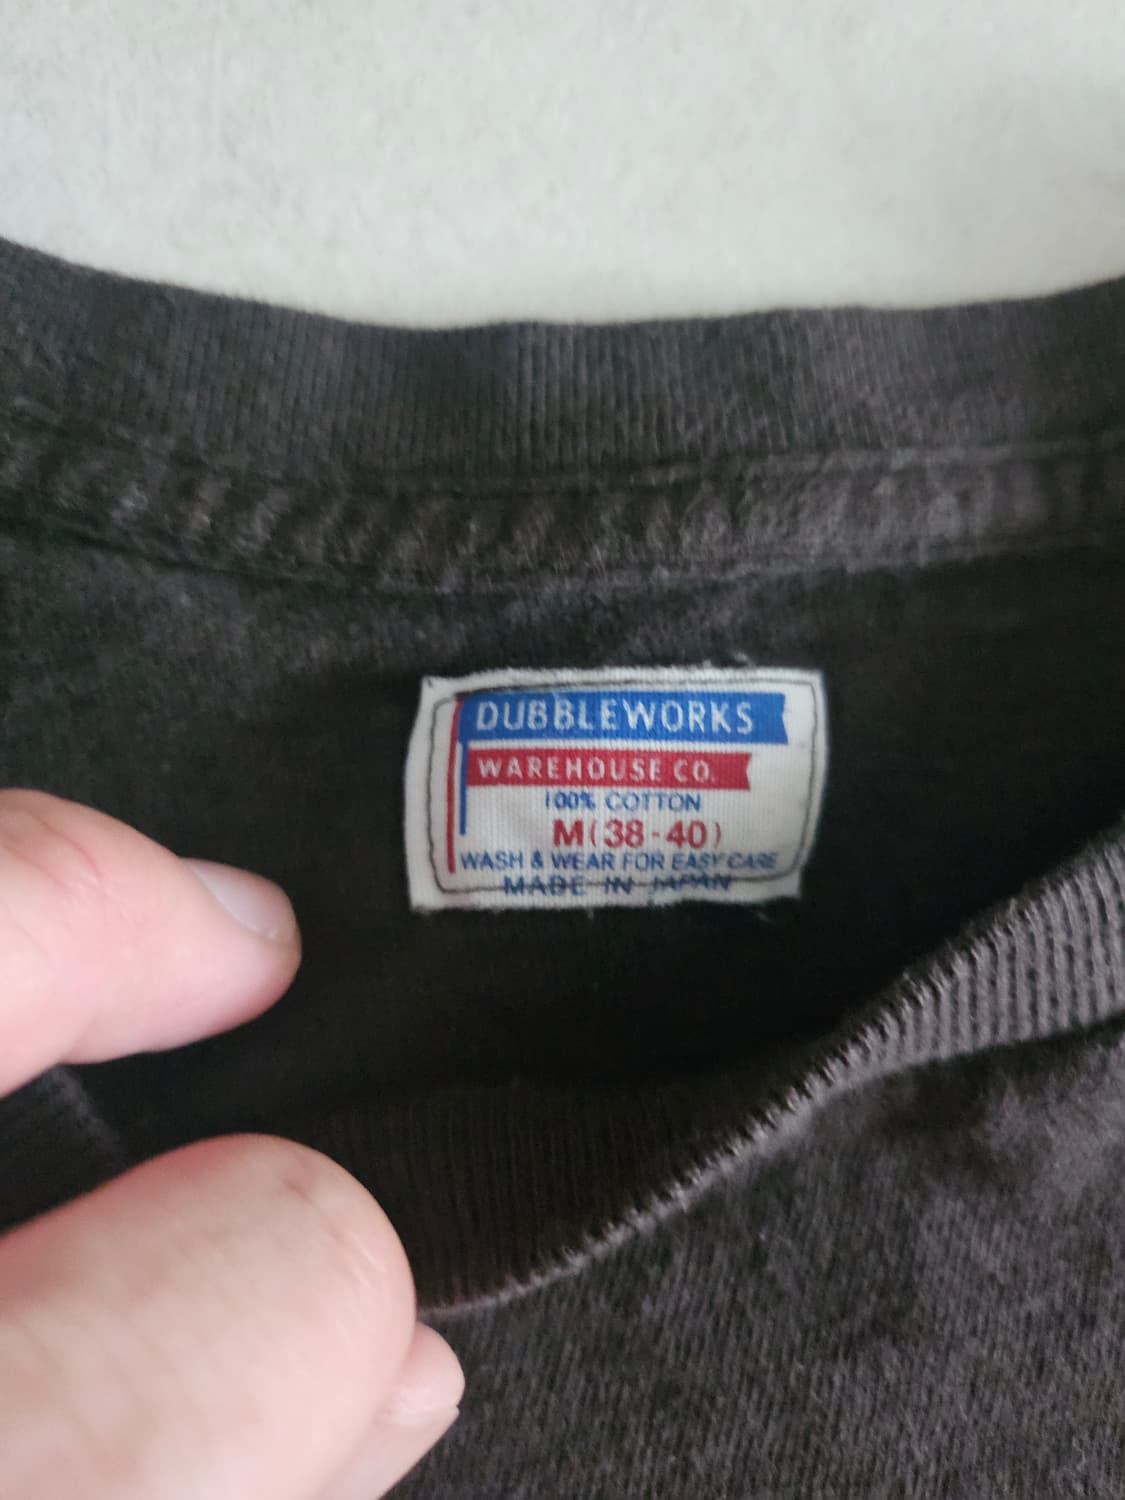 DUBBLEWORKS
WAREHOUSE CO.
100% COTTON
M(38-40)
WASH & WEAR FOR EASY CARE
MADE IN JAPAN